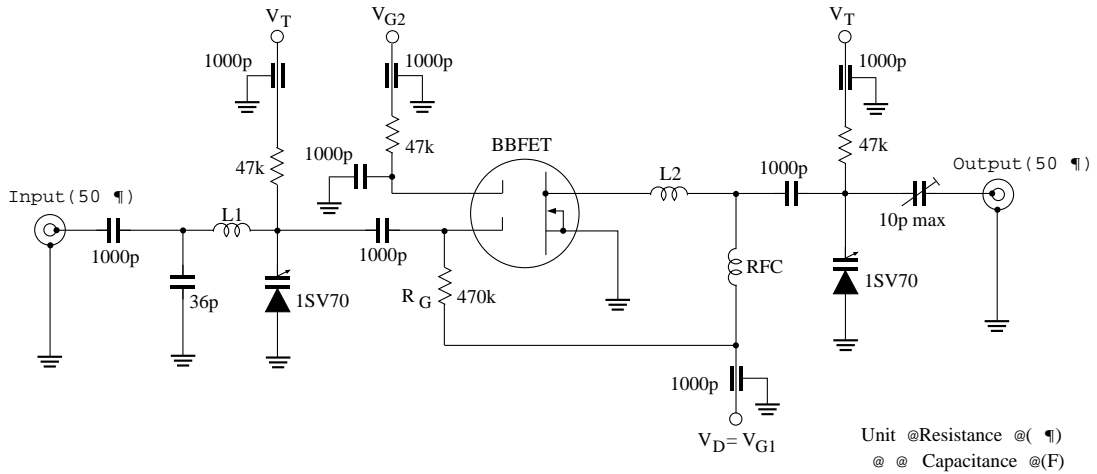 V_T
V_G2
V_T
1000p
1000p
1000p
47k
47k
47k
BBFET
1000p
1000p
L2
Output(50 ¶)
Input(50 ¶)
L1
10p max
1000p
1000p
RFC
36p
1SV70
R_G
470k
1SV70
1000p
V_D = V_G1
Unit @Resistance @( ¶)
@ @ Capacitance @(F)